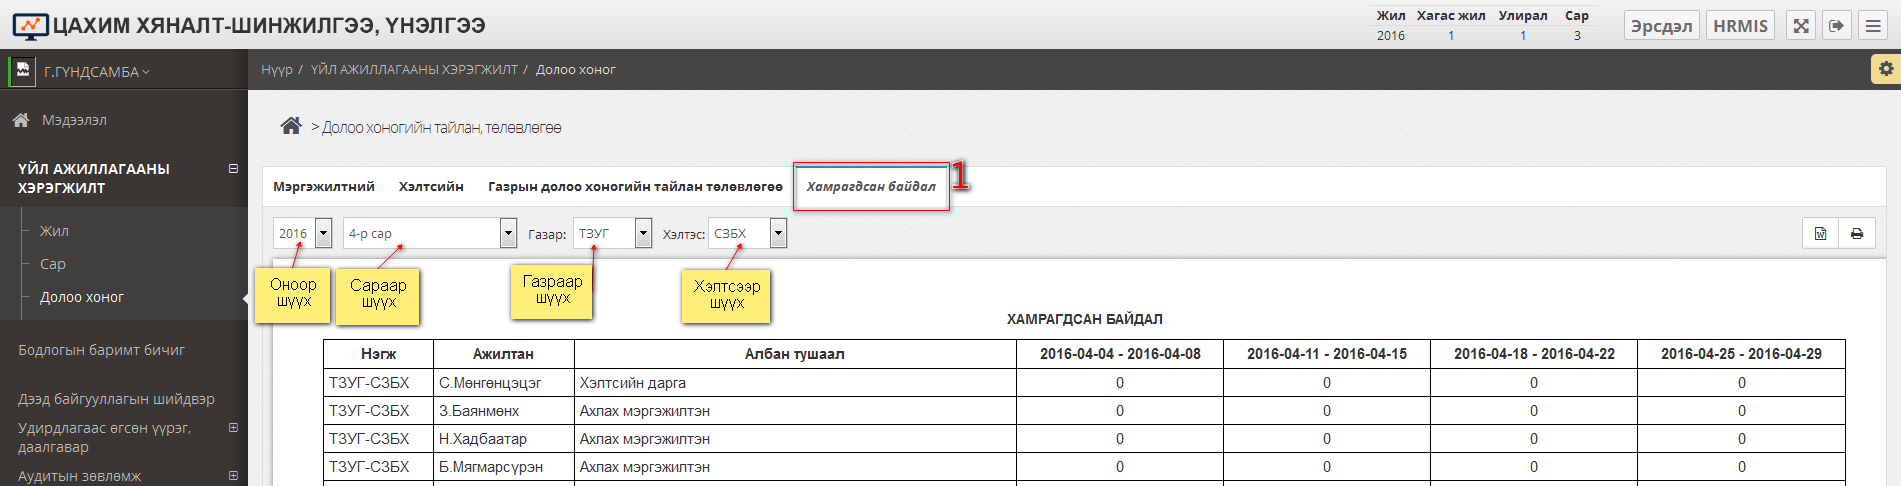 ЦАХИМ ХЯНАЛТ-ШИНЖИЛГЭЭ, ҮНЭЛГЭЭ
Жил Хагас жил Улирал Сар
2016 1 1 3
Эрсдэл HRMIS
Г.ГҮНДСАМБА
Нүүр / ҮЙЛ АЖИЛЛАГААНЫ ХЭРЭГЖИЛТ / Долоо хоног
Мэдээлэл
ҮЙЛ АЖИЛЛАГААНЫ
ХЭРЭГЖИЛТ
Жил
Сар
Долоо хоног
Бодлогын баримт бичиг
Дээд байгууллагын шийдвэр
Удирдлагаас өгсөн үүрэг,
даалгавар
Аудитын зөвлөмж
> Долоо хоногийн тайлан, төлөвлөгөө
Мэргэжилтний Хэлтсийн Газрын долоо хоногийн тайлан төлөвлөгөө Хамрагдсан байдал 1
2016 4-р сар Газар: ТЗУГ Хэлтэс: СЗБХ
Оноор
шүүх
Сараар
шүүх
Газраар
шүүх
Хэлтсээр
шүүх
ХАМРАГДСАН БАЙДАЛ
Нэгж Ажилтан Албан тушаал 2016-04-04 - 2016-04-08 2016-04-11 - 2016-04-15 2016-04-18 - 2016-04-22 2016-04-25 - 2016-04-29
ТЗУГ-СЗБХ С.Мөнгөнцэцэг Хэлтсийн дарга 0 0 0 0
ТЗУГ-СЗБХ З.Баянмөнх Ахлах мэргэжилтэн 0 0 0 0
ТЗУГ-СЗБХ Н.Хадбаатар Ахлах мэргэжилтэн 0 0 0 0
ТЗУГ-СЗБХ Б.Мягмарсүрэн Ахлах мэргэжилтэн 0 0 0 0